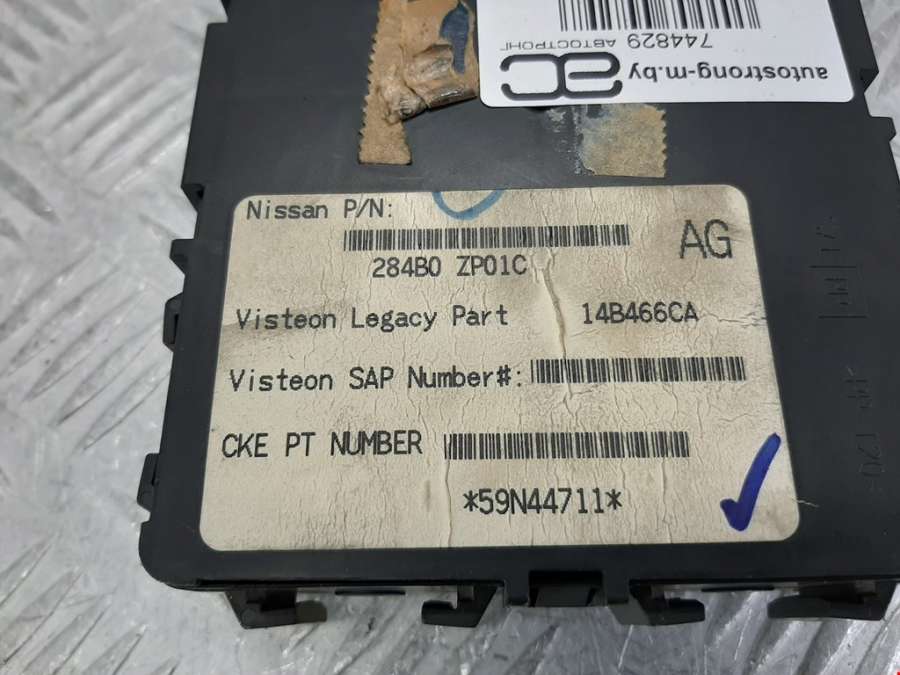 744829 АВТОСТРОНГ
autostrong-m.by
Nissan P/N:
284B0 ZP01C
AG
Visteon Legacy Part 14B466CA
Visteon SAP Number#:
CKE PT NUMBER
*59N44711*